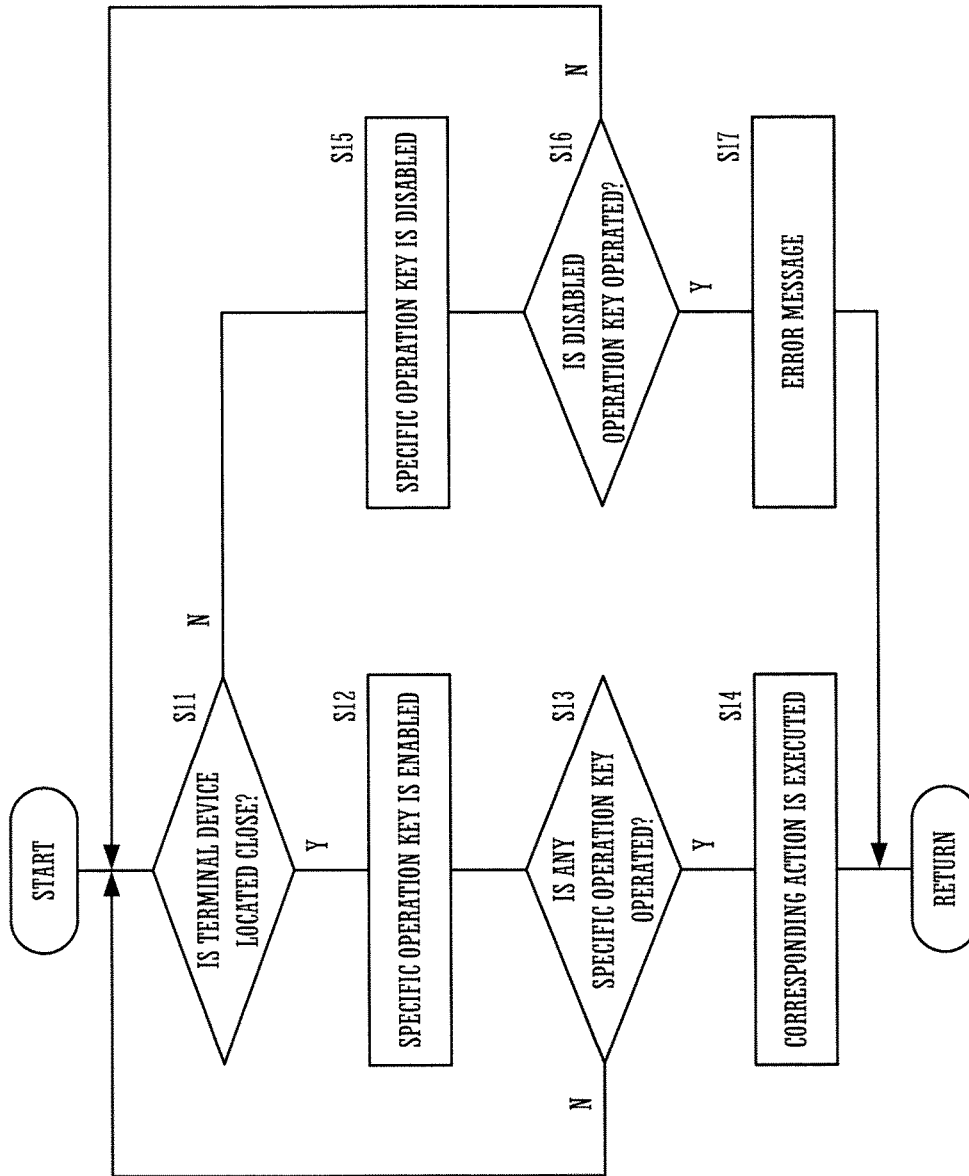 START
S11
IS TERMINAL DEVICE
LOCATED CLOSE?
N
Y
S12
SPECIFIC OPERATION KEY IS ENABLED
S13
IS ANY
SPECIFIC OPERATION KEY
OPERATED?
N
Y
S14
CORRESPONDING ACTION IS EXECUTED
S15
SPECIFIC OPERATION KEY IS DISABLED
S16
IS DISABLED
OPERATION KEY OPERATED?
N
Y
S17
ERROR MESSAGE
RETURN